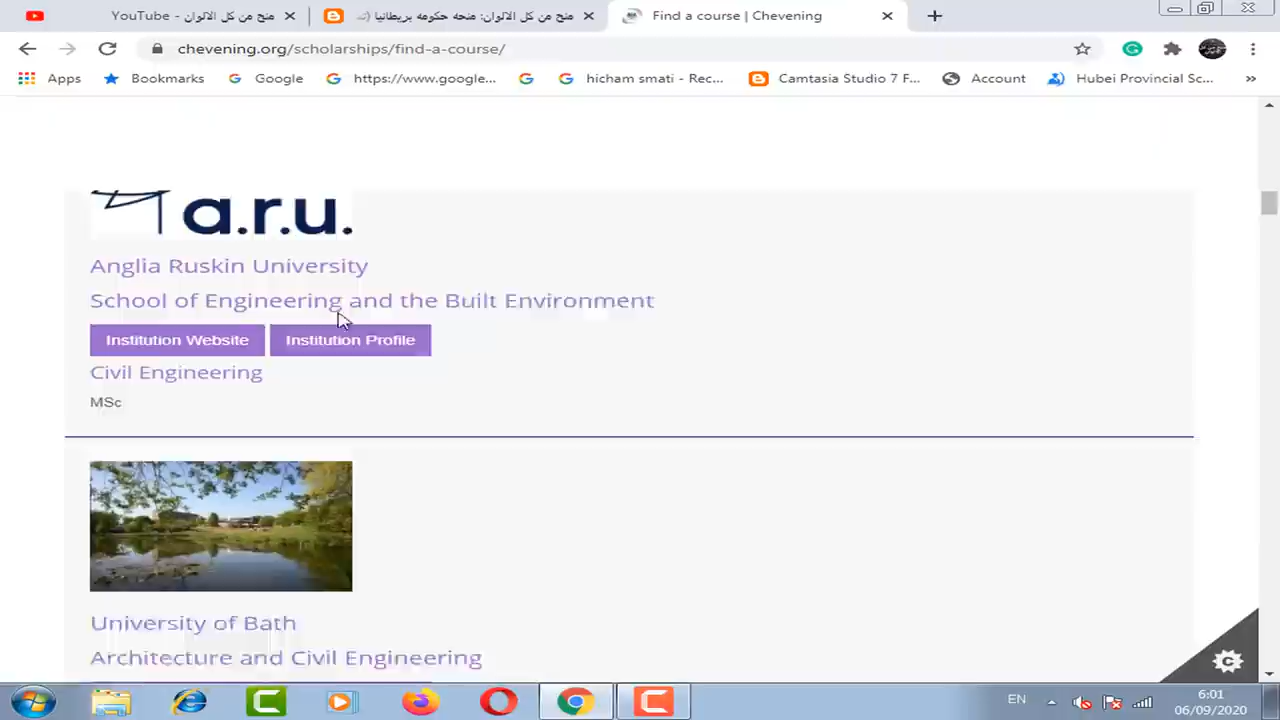 منح من كل الالوان - YouTube
منح من كل الالوان: منحه حكومه بريطانيا (ت
Find a course | Chevening
chevening.org/scholarships/find-a-course/
Apps
Bookmarks
Google
https://www.google...
hicham smati - Rec...
Camtasia Studio 7 F...
Account
Hubei Provincial Sc...
»
a.r.u.
Anglia Ruskin University
School of Engineering and the Built Environment
Institution Website
Institution Profile
Civil Engineering
MSc
University of Bath
Architecture and Civil Engineering
EN
6:01
06/09/2020